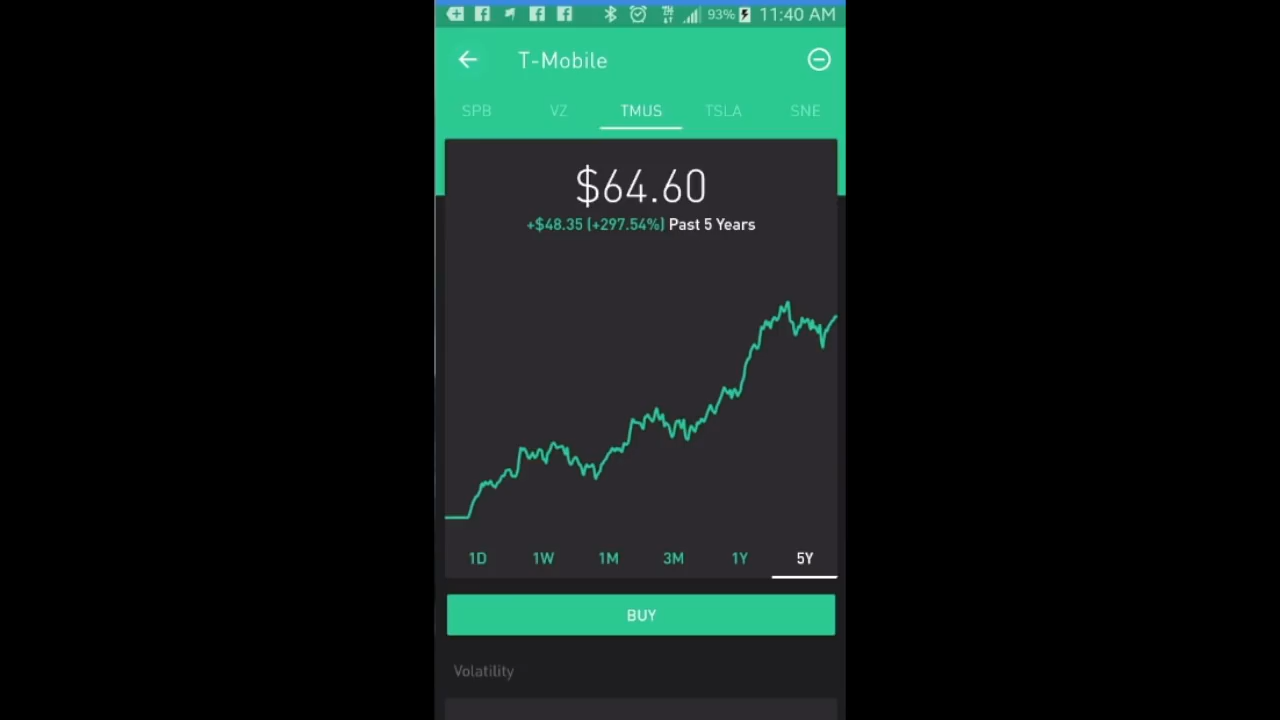 93% 11:40 AM
T-Mobile
SPB VZ TMUS TSLA SNE
$64.60
+$48.35 (+297.54%) Past 5 Years
1D 1W 1M 3M 1Y 5Y
BUY
Volatility